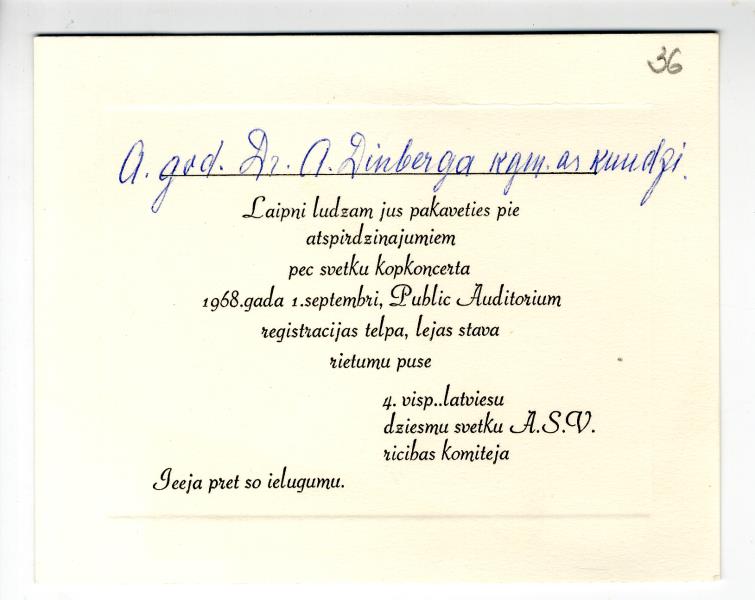 36
A. god. Dr. A. Dinberga kgm. as kundzi.
Laipni ludzam jus pakaveties pie
atspirdzinajumiem
pec svetku kopkoncerta
1968.gada 1.septembri, Public Auditorium
registracijas telpa, lejas stava
rietumu puse
4. visp..latviesu
dziesmu svetku A.S.V.
ricibas komiteja
Ieeja pret so ielugumu.